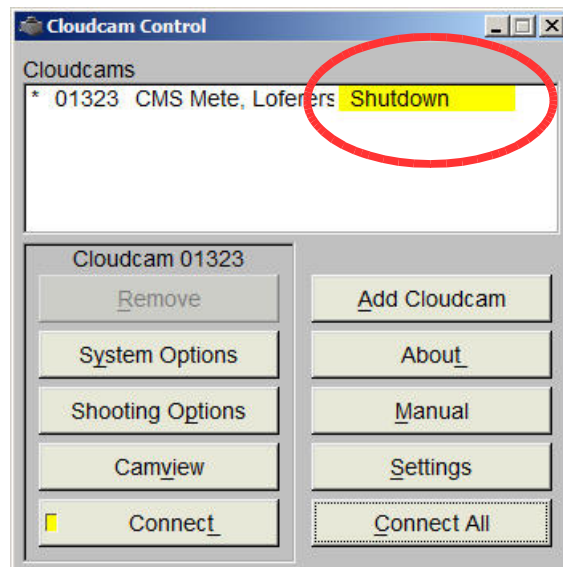 Cloudcam Control
Cloudcams
* 01323 CMS Mete, Loferers Shutdown
Cloudcam 01323
Remove
Add Cloudcam
System Options
About
Shooting Options
Manual
Camview
Settings
Connect
Connect All